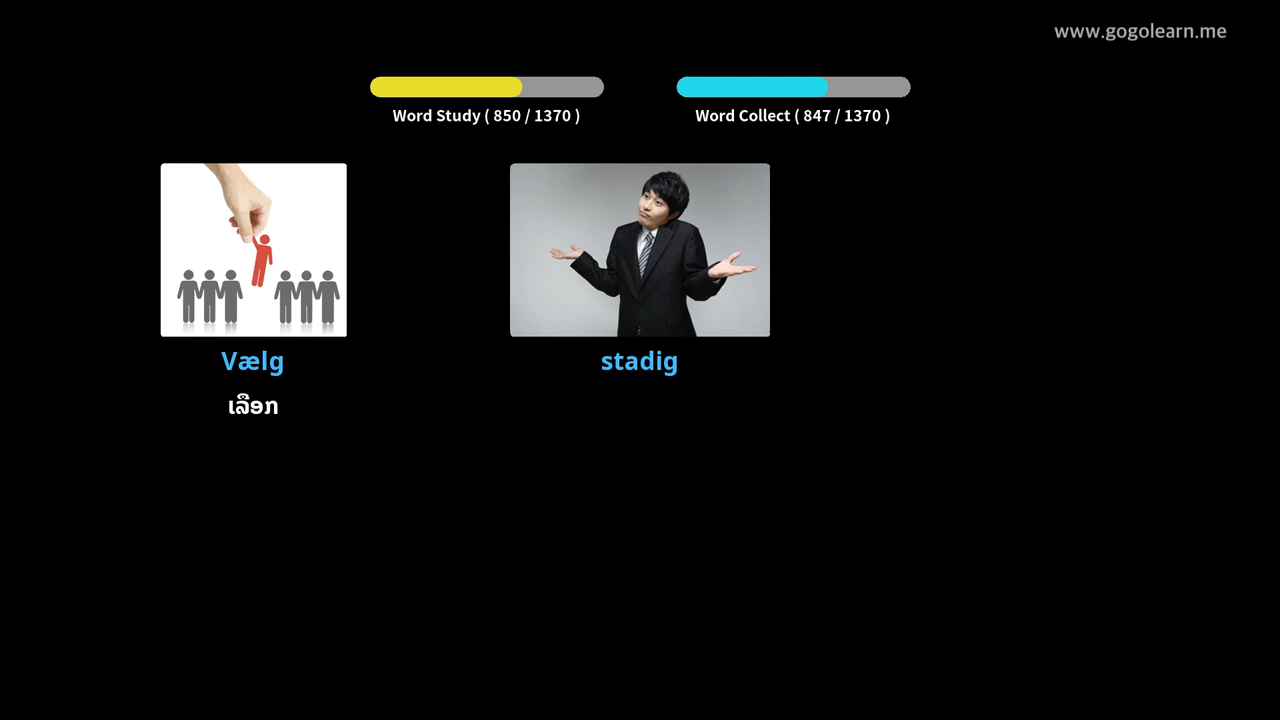 www.gogolearn.me
Word Study ( 850 / 1370 )
Word Collect ( 847 / 1370 )
Vælg
stadig
ເລືອກ